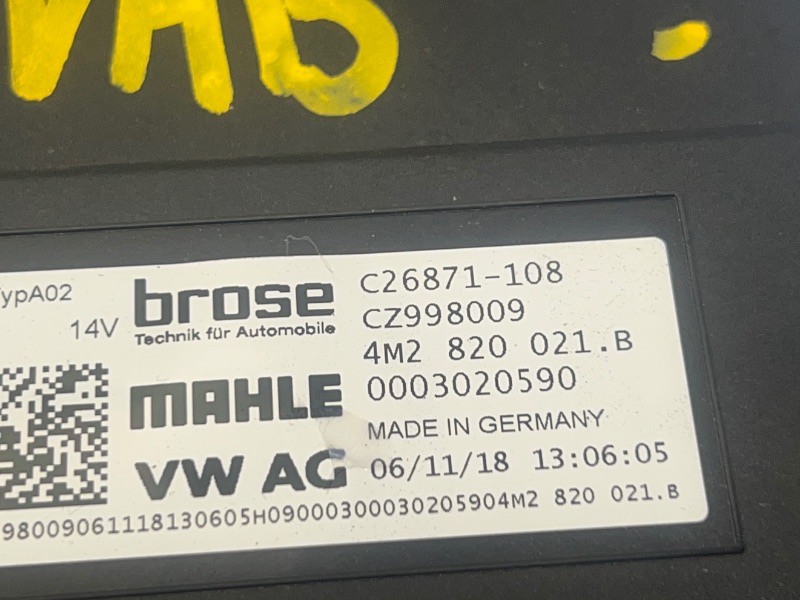 TypA02
14V
brose
Technik für Automobile
MAHLE
VW AG
C26871-108
CZ998009
4M2 820 021.B
0003020590
MADE IN GERMANY
06/11/18 13:06:05
98009061118130605H09000300030205904M2 820 021.B